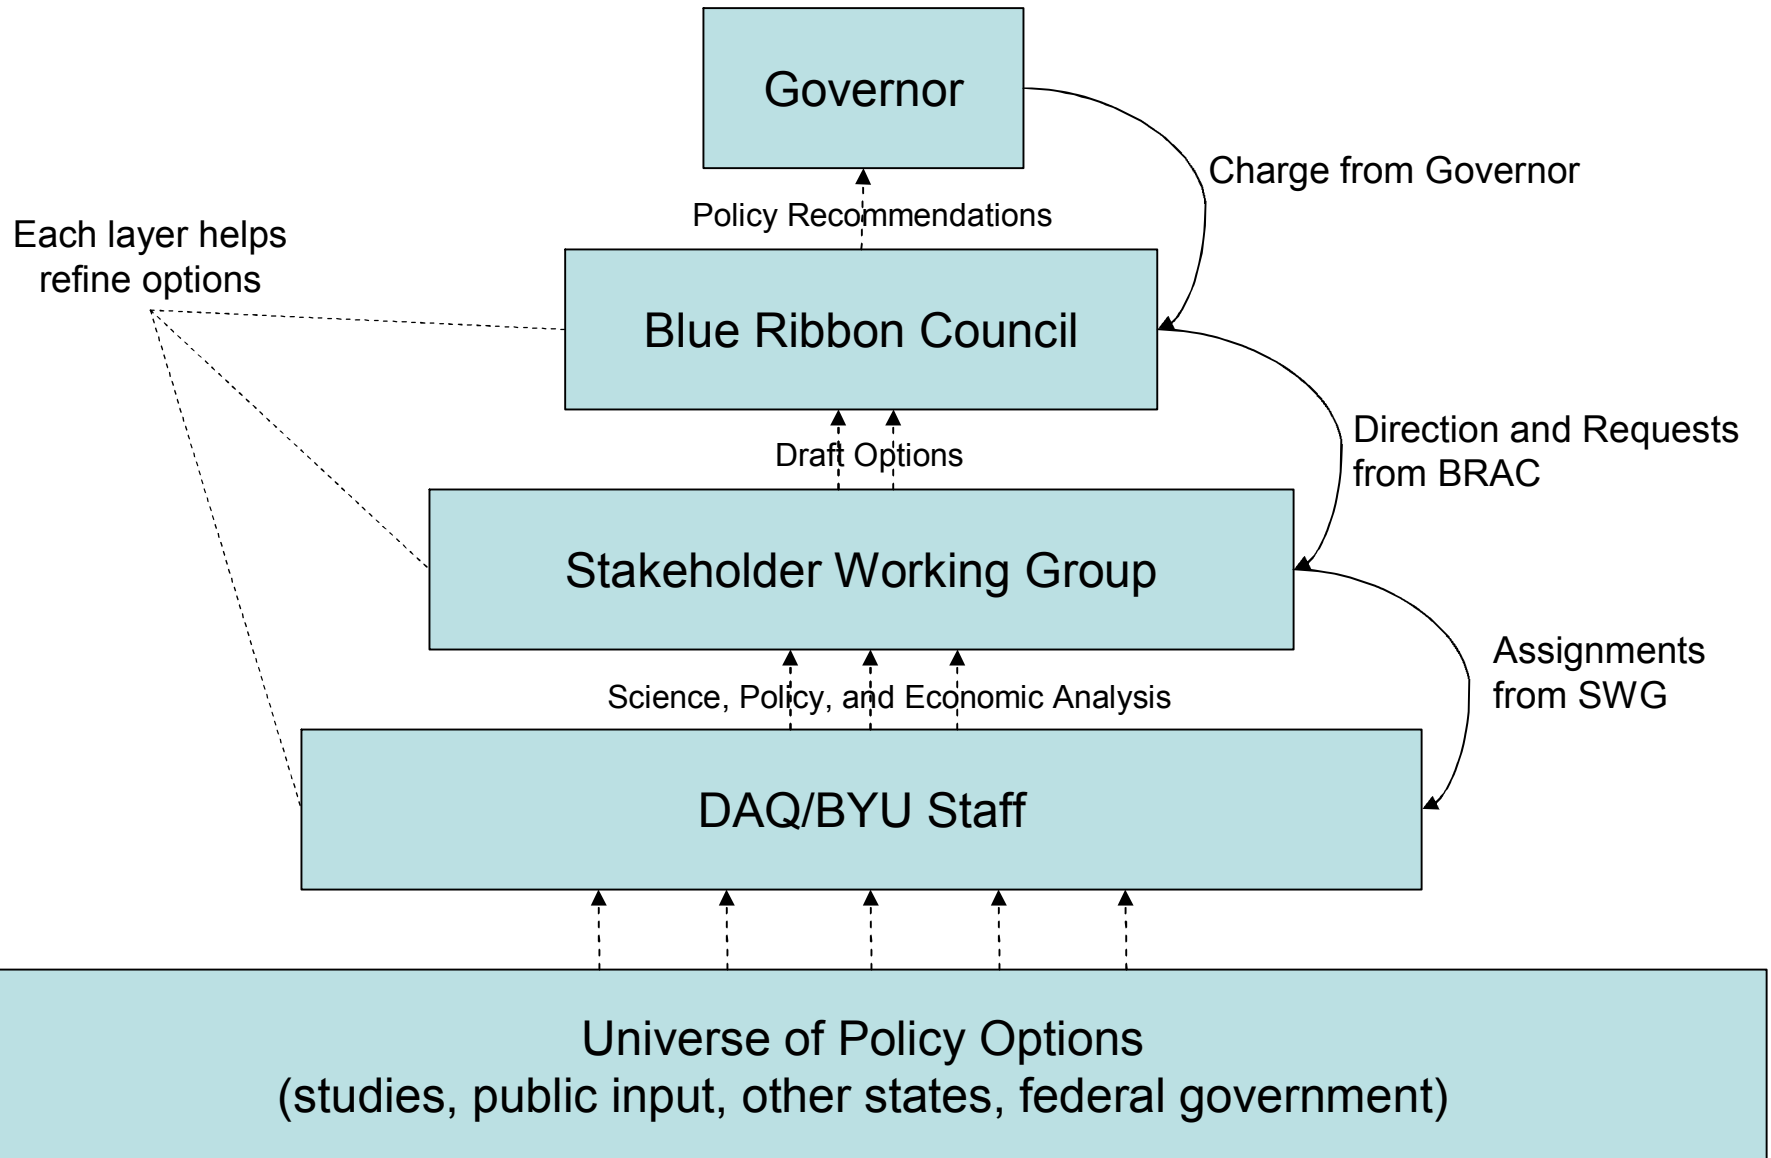 Governor
Charge from Governor
Policy Recommendations
Each layer helps
refine options
Blue Ribbon Council
Direction and Requests
from BRAC
Draft Options
Stakeholder Working Group
Assignments
from SWG
Science, Policy, and Economic Analysis
DAQ/BYU Staff
Universe of Policy Options
(studies, public input, other states, federal government)